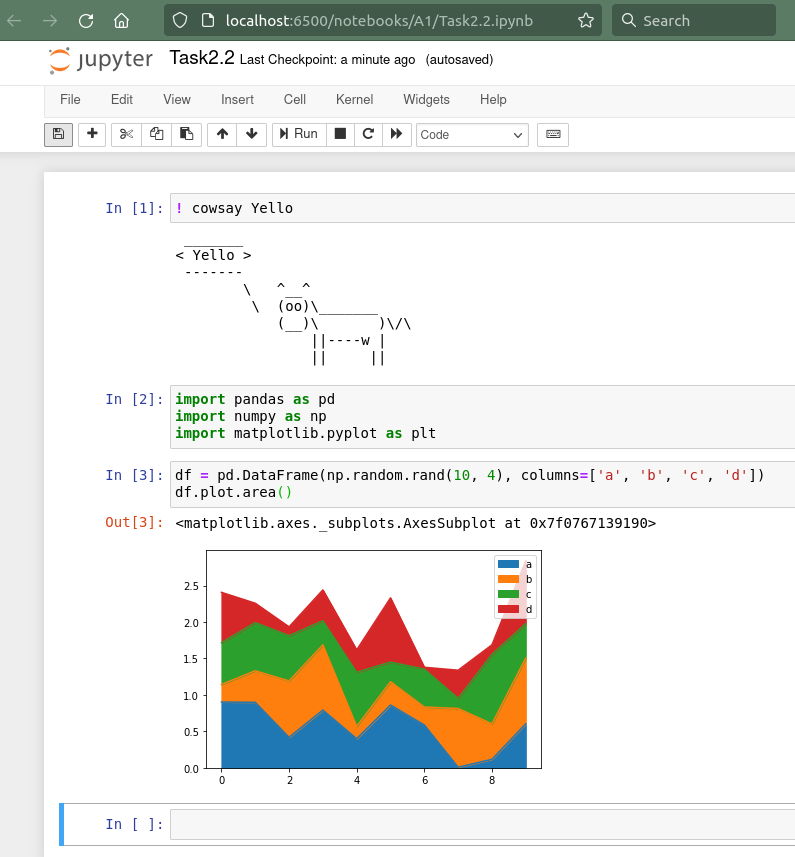 localhost:6500/notebooks/A1/Task2.2.ipynb
Search
jupyter Task2.2 Last Checkpoint: a minute ago (autosaved)
File Edit View Insert Cell Kernel Widgets Help
Run Code
In [1]: ! cowsay Yello
 _______
< Yello >
 -------
        \   ^__^
         \  (oo)\_______
            (__)\       )\/\
                ||----w |
                ||     ||
In [2]: import pandas as pd
import numpy as np
import matplotlib.pyplot as plt
In [3]: df = pd.DataFrame(np.random.rand(10, 4), columns=['a', 'b', 'c', 'd'])
df.plot.area()
Out[3]: <matplotlib.axes._subplots.AxesSubplot at 0x7f0767139190>
a
b
c
d
2.5
2.0
1.5
1.0
0.5
0.0
0 2 4 6 8
In [ ]: